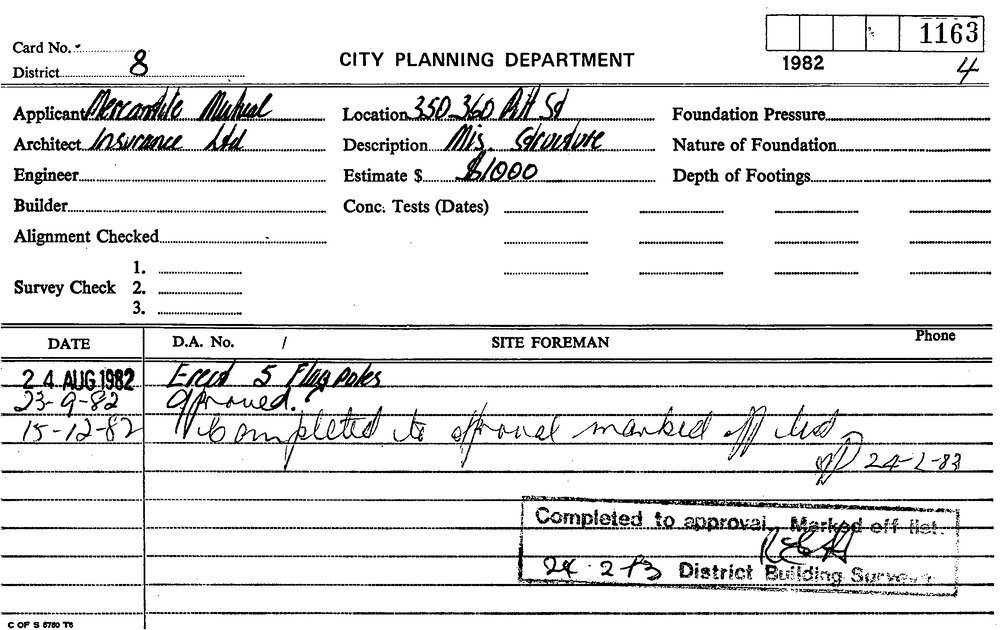 Card No.
1163
District 8
CITY PLANNING DEPARTMENT
1982
4
Applicant Mercantile Mutual
Location 350-360 Pitt St
Foundation Pressure
Architect Insurance Ltd
Description Mis. Structure
Nature of Foundation
Engineer
Estimate $ $1000
Depth of Footings
Builder
Conc. Tests (Dates)
Alignment Checked
1.
Survey Check 2.
3.
DATE
D.A. No. /
SITE FOREMAN
Phone
24 AUG 1982 Erect 5 Flag poles
23-9-82 Approved.
15-12-82 Completed to approval marked off list
24-2-83
Completed to approval. Marked off list.
24.2.83 District Building Surveyor
C OF S 5780 T6